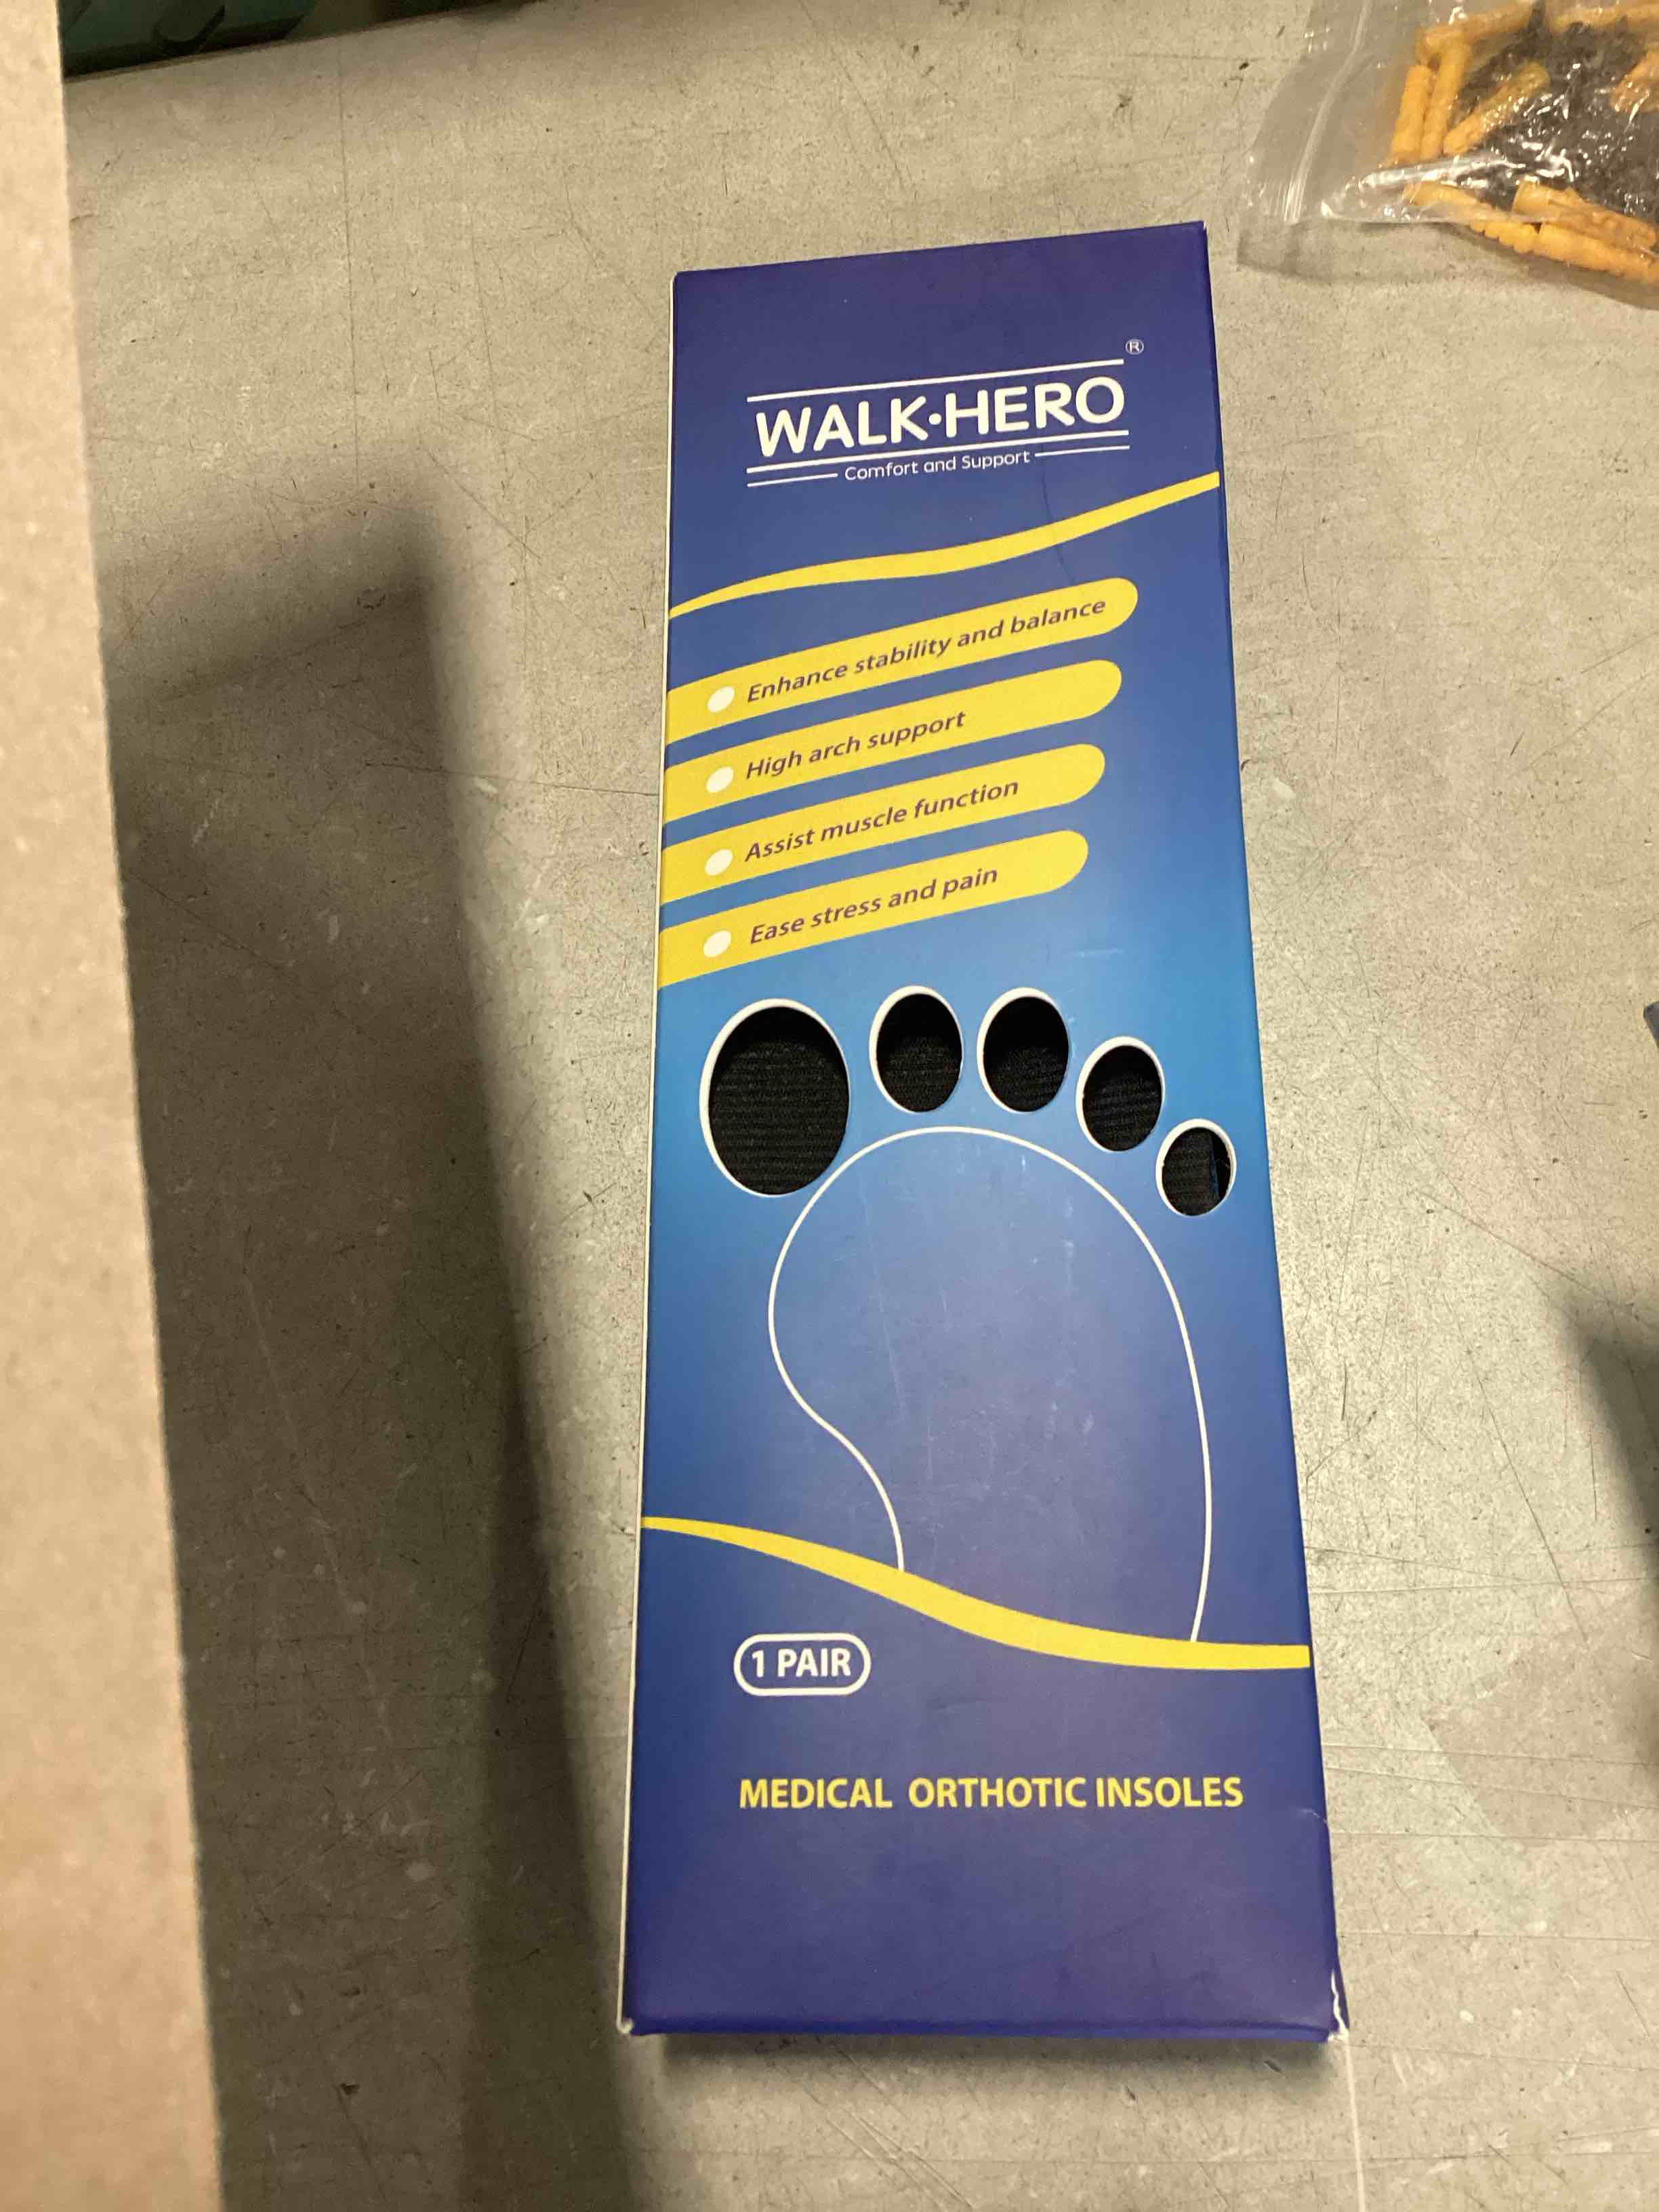 WALK·HERO®
Comfort and Support
Enhance stability and balance
High arch support
Assist muscle function
Ease stress and pain
1 PAIR
MEDICAL ORTHOTIC INSOLES